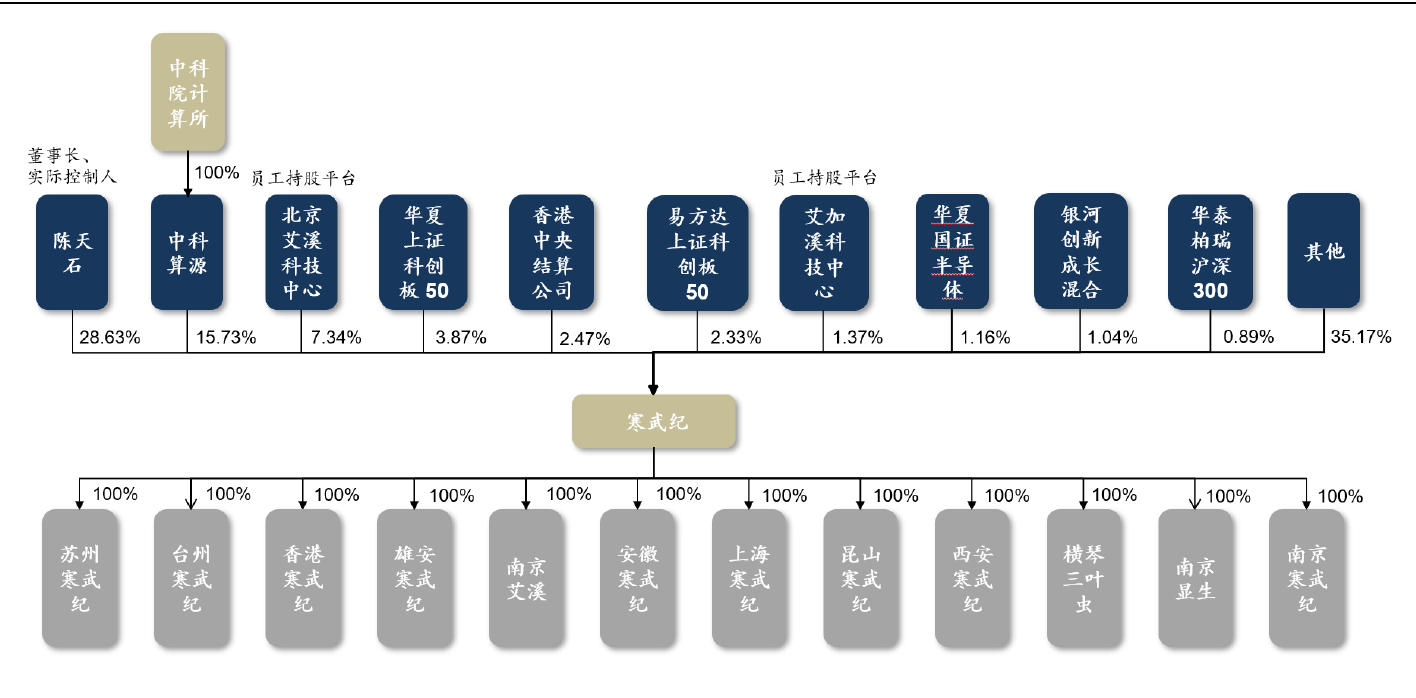 中科
院计
算所
董事长、
实际控制人
100%
员工持股平台
员工持股平台
陈天
石
中科
算源
北京
艾溪
科技
中心
华夏
上证
科创
板 50
香港
中央
结算
公司
易方达
上证科
创板
50
艾加
溪科
技中
心
华夏
国证
半导
体
银河
创新
成长
混合
华泰
柏瑞
沪深
300
其他
28.63%
15.73%
7.34%
3.87%
2.47%
2.33%
1.37%
1.16%
1.04%
0.89%
35.17%
寒武纪
100%
100%
100%
100%
100%
100%
100%
100%
100%
100%
100%
100%
苏州
寒武
纪
台州
寒武
纪
香港
寒武
纪
雄安
寒武
纪
南京
艾溪
安徽
寒武
纪
上海
寒武
纪
昆山
寒武
纪
西安
寒武
纪
横琴
三叶
虫
南京
显生
南京
寒武
纪